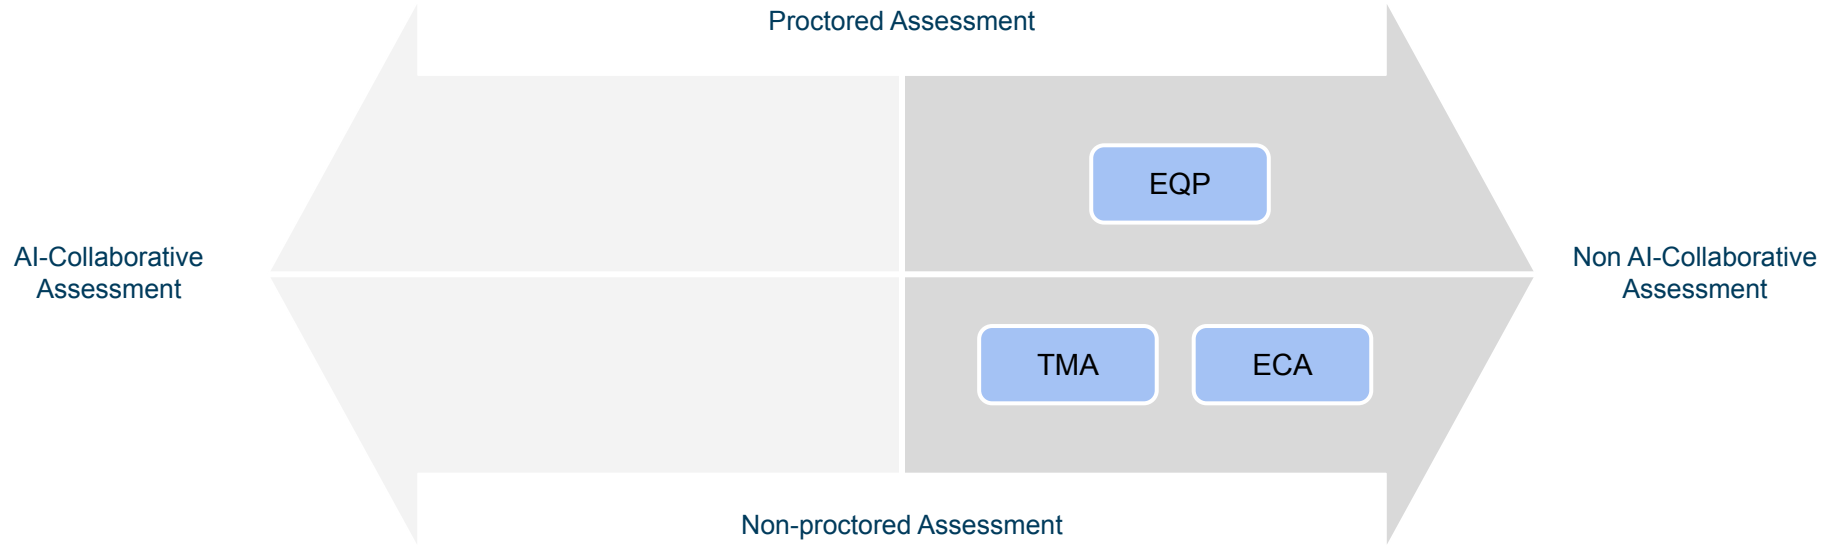 Proctored Assessment
EQP
AI-Collaborative
Assessment
Non AI-Collaborative
Assessment
TMA
ECA
Non-proctored Assessment